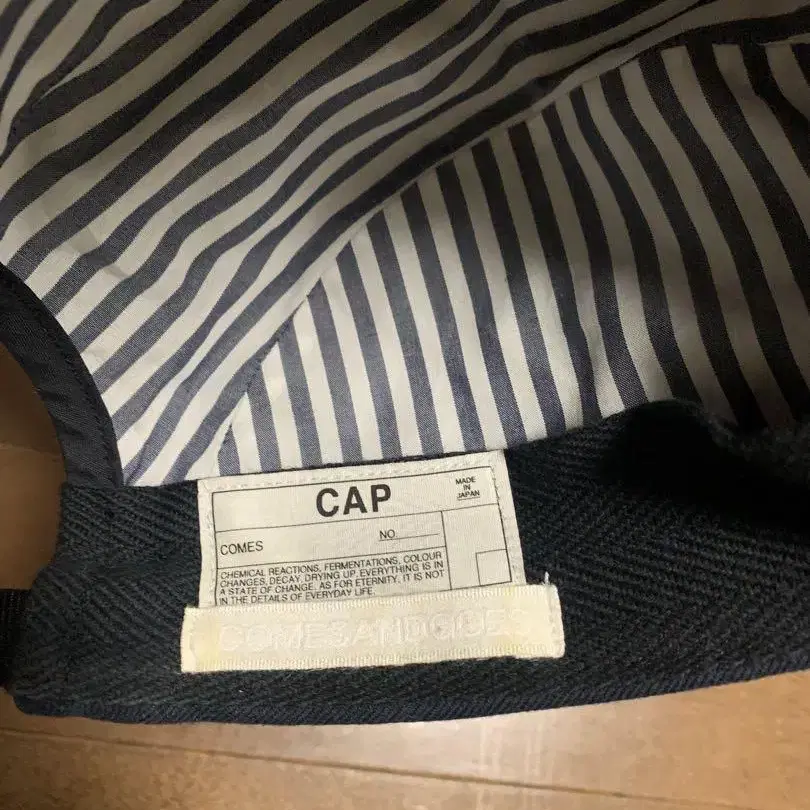 CAP
MADE
IN
JAPAN
COMES
NO.
CHEMICAL REACTIONS, FERMENTATIONS, COLOUR
CHANGES, DECAY, DRYING UP, EVERYTHING IS IN
A STATE OF CHANGE. AS FOR ETERNITY, IT IS NOT
IN THE DETAILS OF EVERYDAY LIFE.
COMESANDGOES